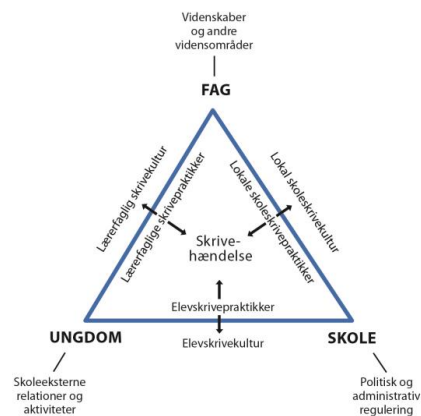 Videnskaber
og andre
vidensområder
FAG
Lærerfaglig skrivekultur
Lærerfaglige skrivepraktikker
Lokale skoleskrivepraktikker
Lokal skoleskrivekultur
Skrive-
hændelse
Elevskrivepraktikker
Elevskrivekultur
UNGDOM
SKOLE
Skoleeksterne
relationer og
aktiviteter
Politisk og
administrativ
regulering